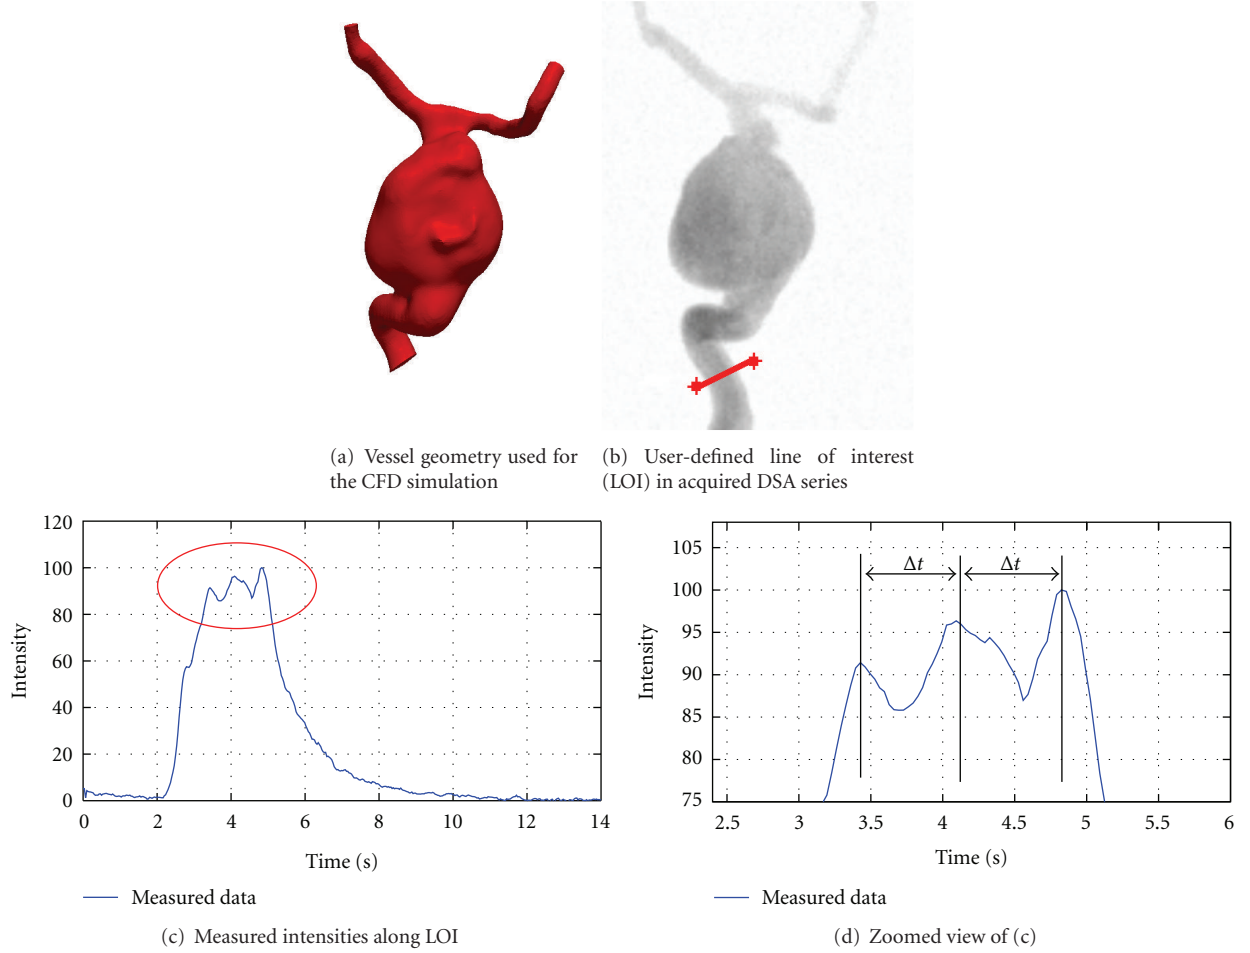 (a) Vessel geometry used for
the CFD simulation
(b) User-defined line of interest
(LOI) in acquired DSA series
120
100
80
60
40
20
0
Intensity
0 2 4 6 8 10 12 14
Time (s)
Measured data
(c) Measured intensities along LOI
105
100
95
90
85
80
75
Intensity
Δt Δt
2.5 3 3.5 4 4.5 5 5.5 6
Time (s)
Measured data
(d) Zoomed view of (c)